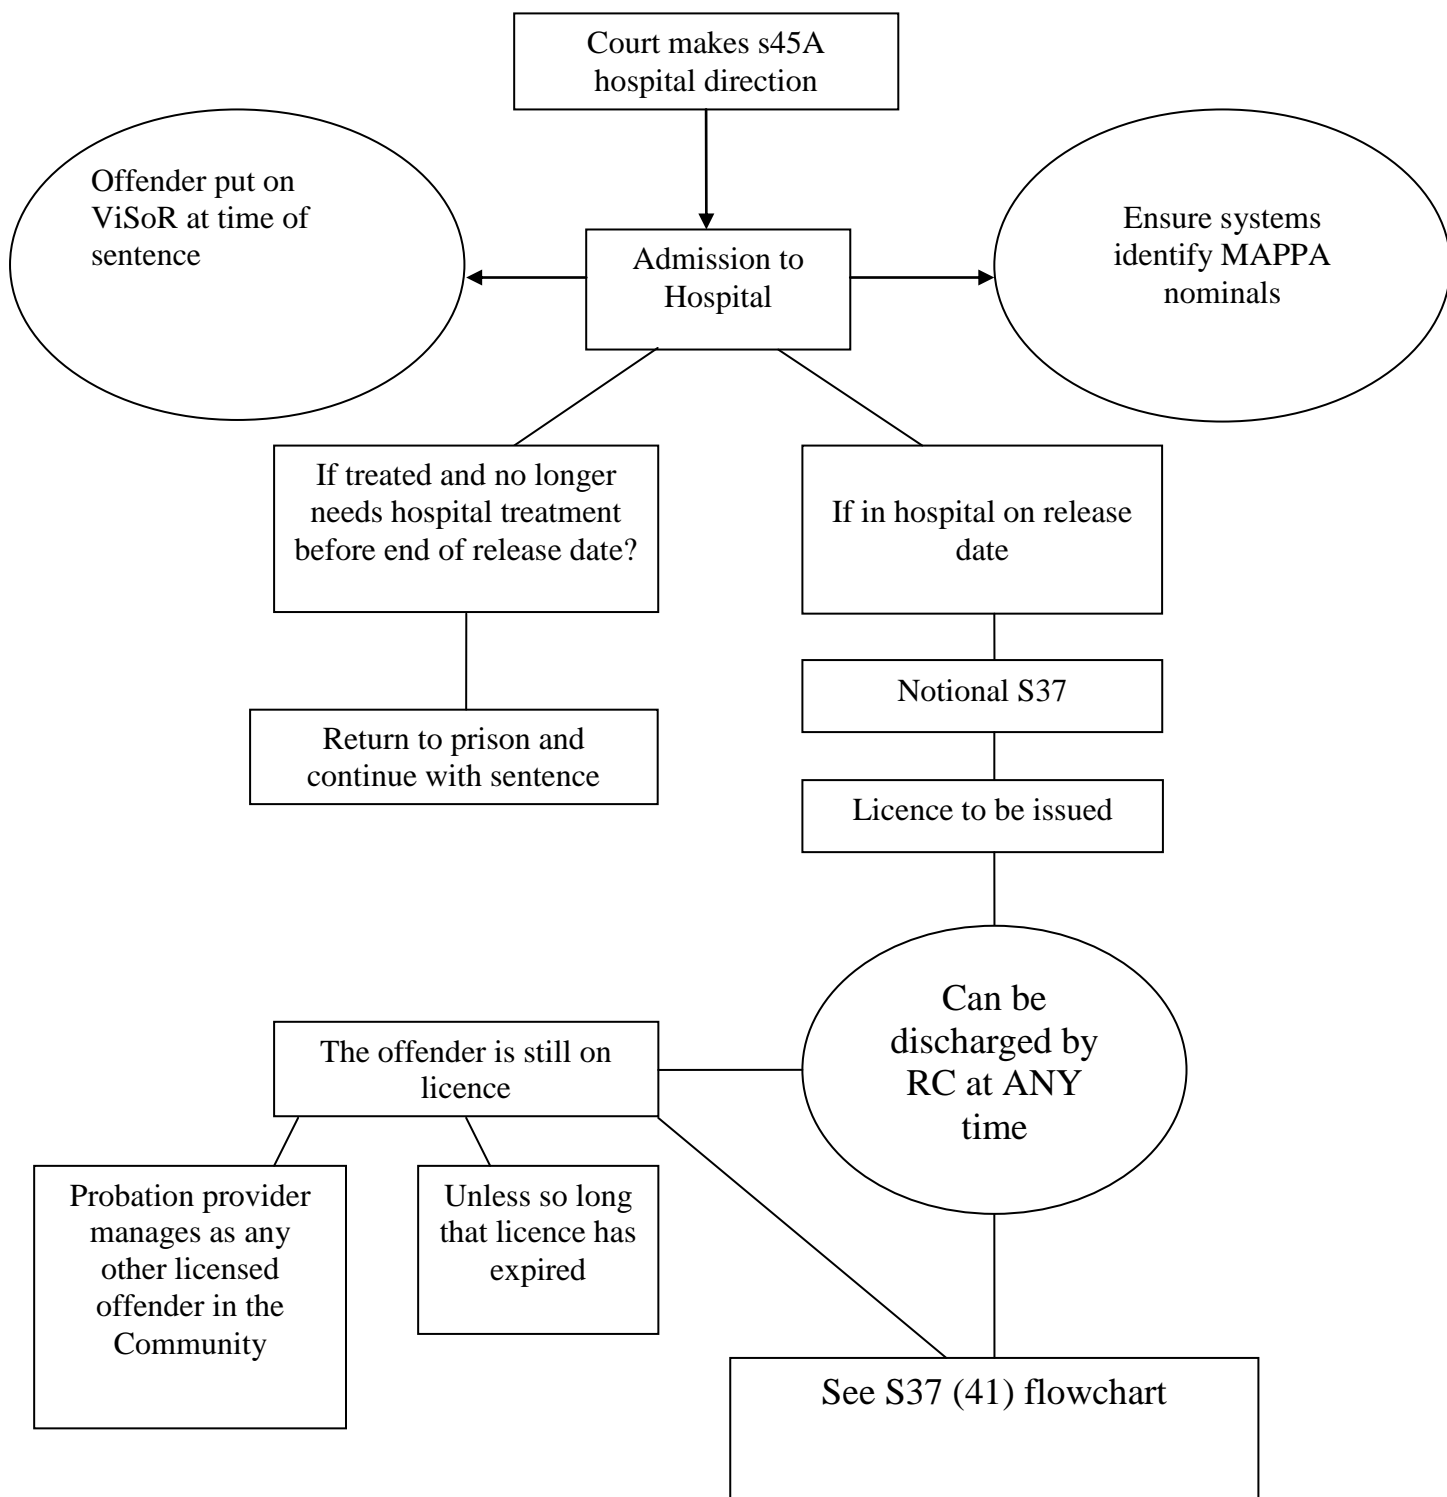 Court makes s45A
hospital direction
Offender put on
ViSoR at time of
sentence
Admission to
Hospital
Ensure systems
identify MAPPA
nominals
If treated and no longer
needs hospital treatment
before end of release date?
If in hospital on release
date
Notional S37
Return to prison and
continue with sentence
Licence to be issued
Can be
discharged by
RC at ANY
time
The offender is still on
licence
Probation provider
manages as any
other licensed
offender in the
Community
Unless so long
that licence has
expired
See S37 (41) flowchart